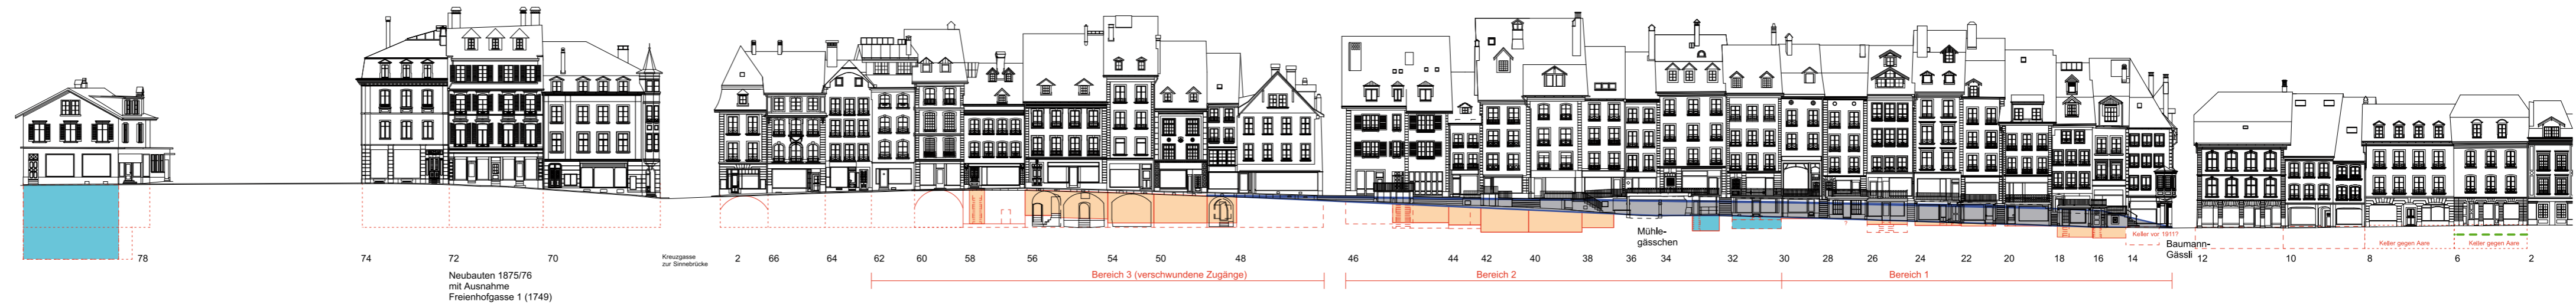 Mühle-
gässchen
Keller vor 1911?
Baumann-
Gässli
Keller gegen Aare
Keller gegen Aare
78
74
72
70
Kreuzgasse
zur Sinnebrücke
2
66
64
62
60
58
56
54
50
48
46
44
42
40
38
36
34
32
30
28
26
24
22
20
18
16
14
12
10
8
6
2
Neubauten 1875/76
mit Ausnahme
Freienhofgasse 1 (1749)
Bereich 3 (verschwundene Zugänge)
Bereich 2
Bereich 1